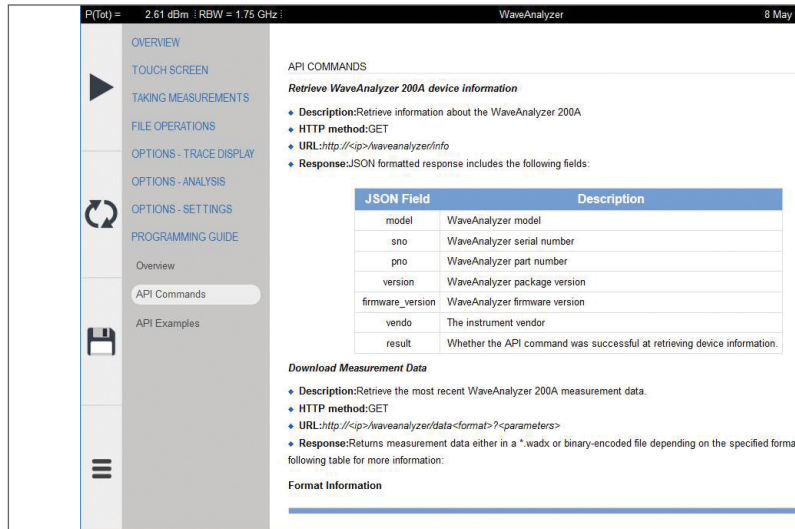 P(Tot) = 2.61 dBm RBW = 1.75 GHz WaveAnalyzer 8 May
OVERVIEW
TOUCH SCREEN
TAKING MEASUREMENTS
FILE OPERATIONS
OPTIONS - TRACE DISPLAY
OPTIONS - ANALYSIS
OPTIONS - SETTINGS
PROGRAMMING GUIDE
Overview
API Commands
API Examples
API COMMANDS
Retrieve WaveAnalyzer 200A device information
Description:Retrieve information about the WaveAnalyzer 200A
HTTP method:GET
URL:http://<ip>/waveanalyzer/info
Response:JSON formatted response includes the following fields:
JSON Field Description
model WaveAnalyzer model
sno WaveAnalyzer serial number
pno WaveAnalyzer part number
version WaveAnalyzer package version
firmware_version WaveAnalyzer firmware version
vendo The instrument vendor
result Whether the API command was successful at retrieving device information.
Download Measurement Data
Description:Retrieve the most recent WaveAnalyzer 200A measurement data.
HTTP method:GET
URL:http://<ip>/waveanalyzer/data<format>?<parameters>
Response:Returns measurement data either in a *.wadx or binary-encoded file depending on the specified forma
following table for more information:
Format Information